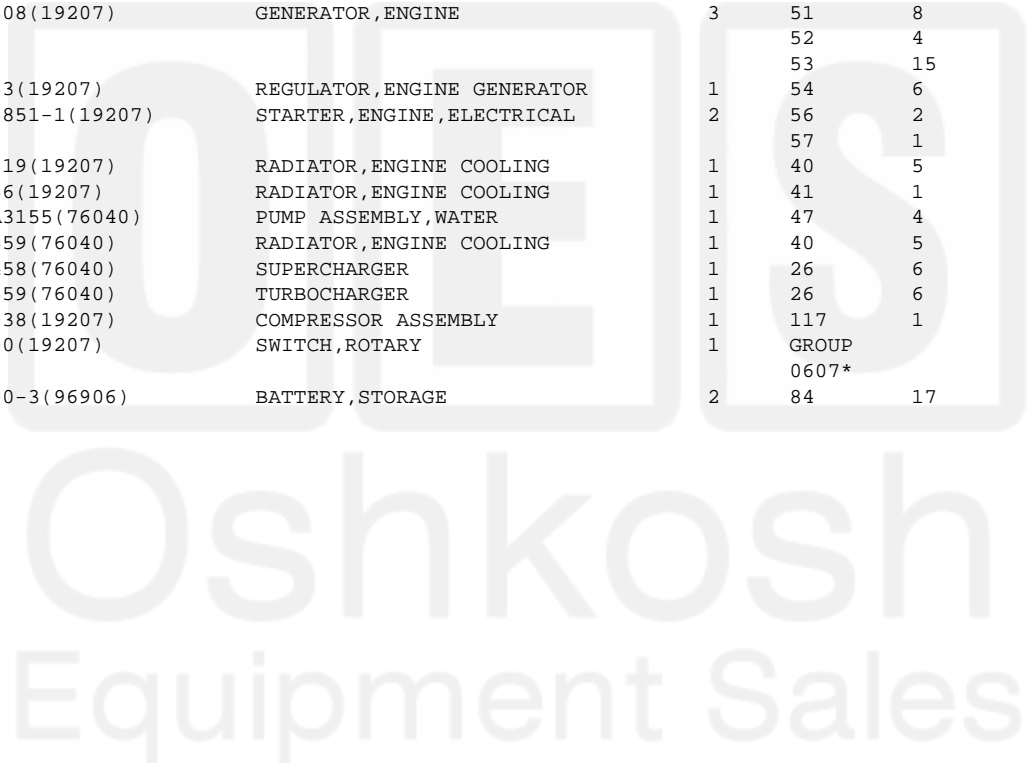 08(19207) GENERATOR,ENGINE 3 51 8
52 4
53 15
3(19207) REGULATOR,ENGINE GENERATOR 1 54 6
851-1(19207) STARTER,ENGINE,ELECTRICAL 2 56 2
57 1
19(19207) RADIATOR,ENGINE COOLING 1 40 5
6(19207) RADIATOR,ENGINE COOLING 1 41 1
3155(76040) PUMP ASSEMBLY,WATER 1 47 4
59(76040) RADIATOR,ENGINE COOLING 1 40 5
58(76040) SUPERCHARGER 1 26 6
59(76040) TURBOCHARGER 1 26 6
38(19207) COMPRESSOR ASSEMBLY 1 117 1
0(19207) SWITCH,ROTARY 1 GROUP
0607*
0-3(96906) BATTERY,STORAGE 2 84 17
OES
Oshkosh
Equipment Sales